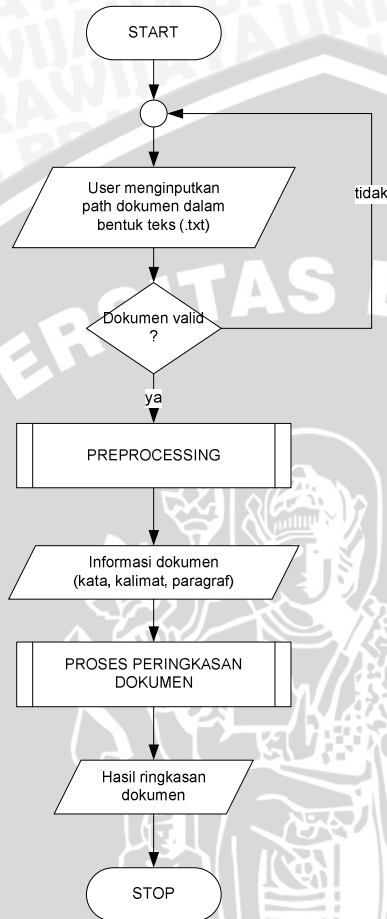 START
User menginputkan
path dokumen dalam
bentuk teks (.txt)
tidak
Dokumen valid
?
ya
PREPROCESSING
Informasi dokumen
(kata, kalimat, paragraf)
PROSES PERINGKASAN
DOKUMEN
Hasil ringkasan
dokumen
STOP